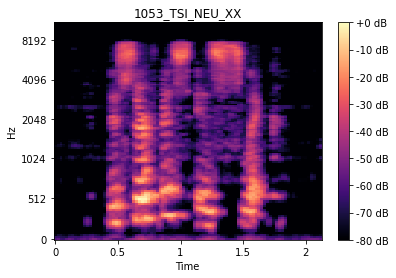 1053_TSI_NEU_XX
+0 dB
8192
-10 dB
4096
-20 dB
-30 dB
2048
-40 dB
Hz
1024
-50 dB
512
-60 dB
-70 dB
0
-80 dB
0
0.5
1
1.5
2
Time